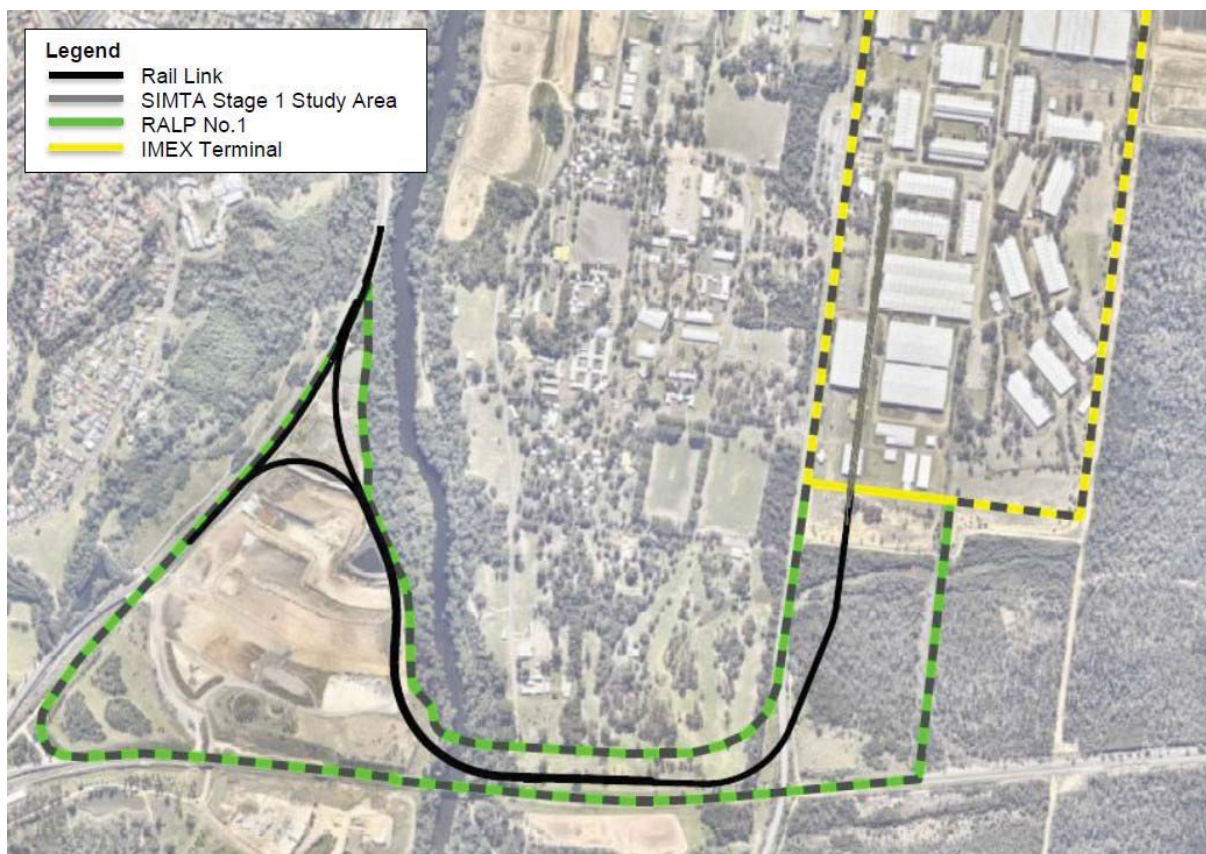 Legend
Rail Link
SIMTA Stage 1 Study Area
RALP No.1
IMEX Terminal